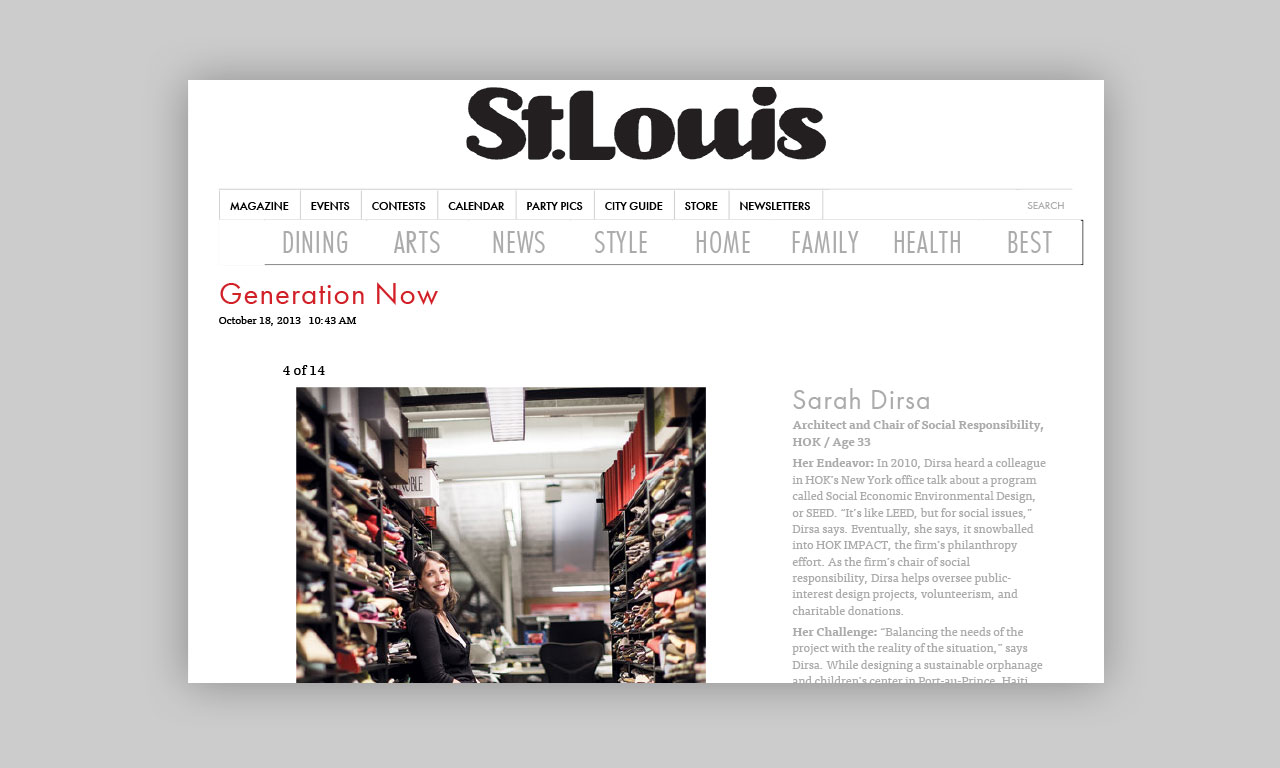 St.Louis
MAGAZINE EVENTS CONTESTS CALENDAR PARTY PICS CITY GUIDE STORE NEWSLETTERS SEARCH
DINING ARTS NEWS STYLE HOME FAMILY HEALTH BEST
Generation Now
October 18, 2013 10:43 AM
4 of 14
Sarah Dirsa
Architect and Chair of Social Responsibility,
HOK / Age 33
Her Endeavor: In 2010, Dirsa heard a colleague
in HOK's New York office talk about a program
called Social Economic Environmental Design,
or SEED. “It's like LEED, but for social issues,”
Dirsa says. Eventually, she says, it snowballed
into HOK IMPACT, the firm's philanthropy
effort. As the firm's chair of social
responsibility, Dirsa helps oversee public-
interest design projects, volunteerism, and
charitable donations.
Her Challenge: “Balancing the needs of the
project with the reality of the situation,” says
Dirsa. While designing a sustainable orphanage
and children's center in Port-au-Prince, Haiti